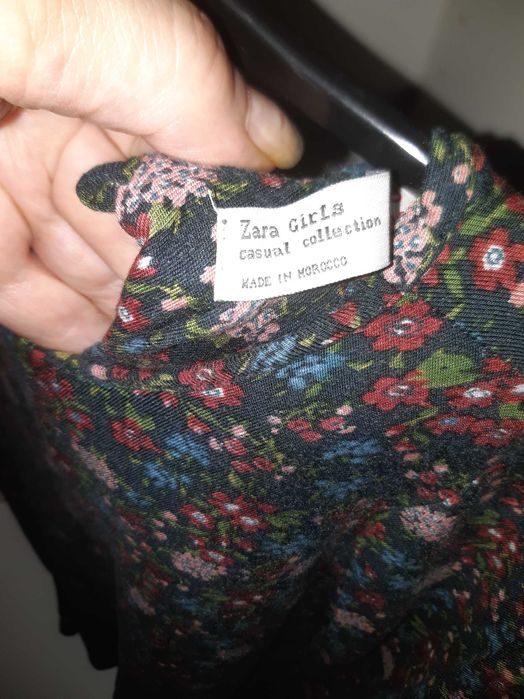 Zara Girls
casual collection
MADE IN MOROCCO